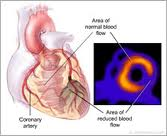 Area of
normal blood
flow
Coronary
artery
Area of
reduced blood
flow